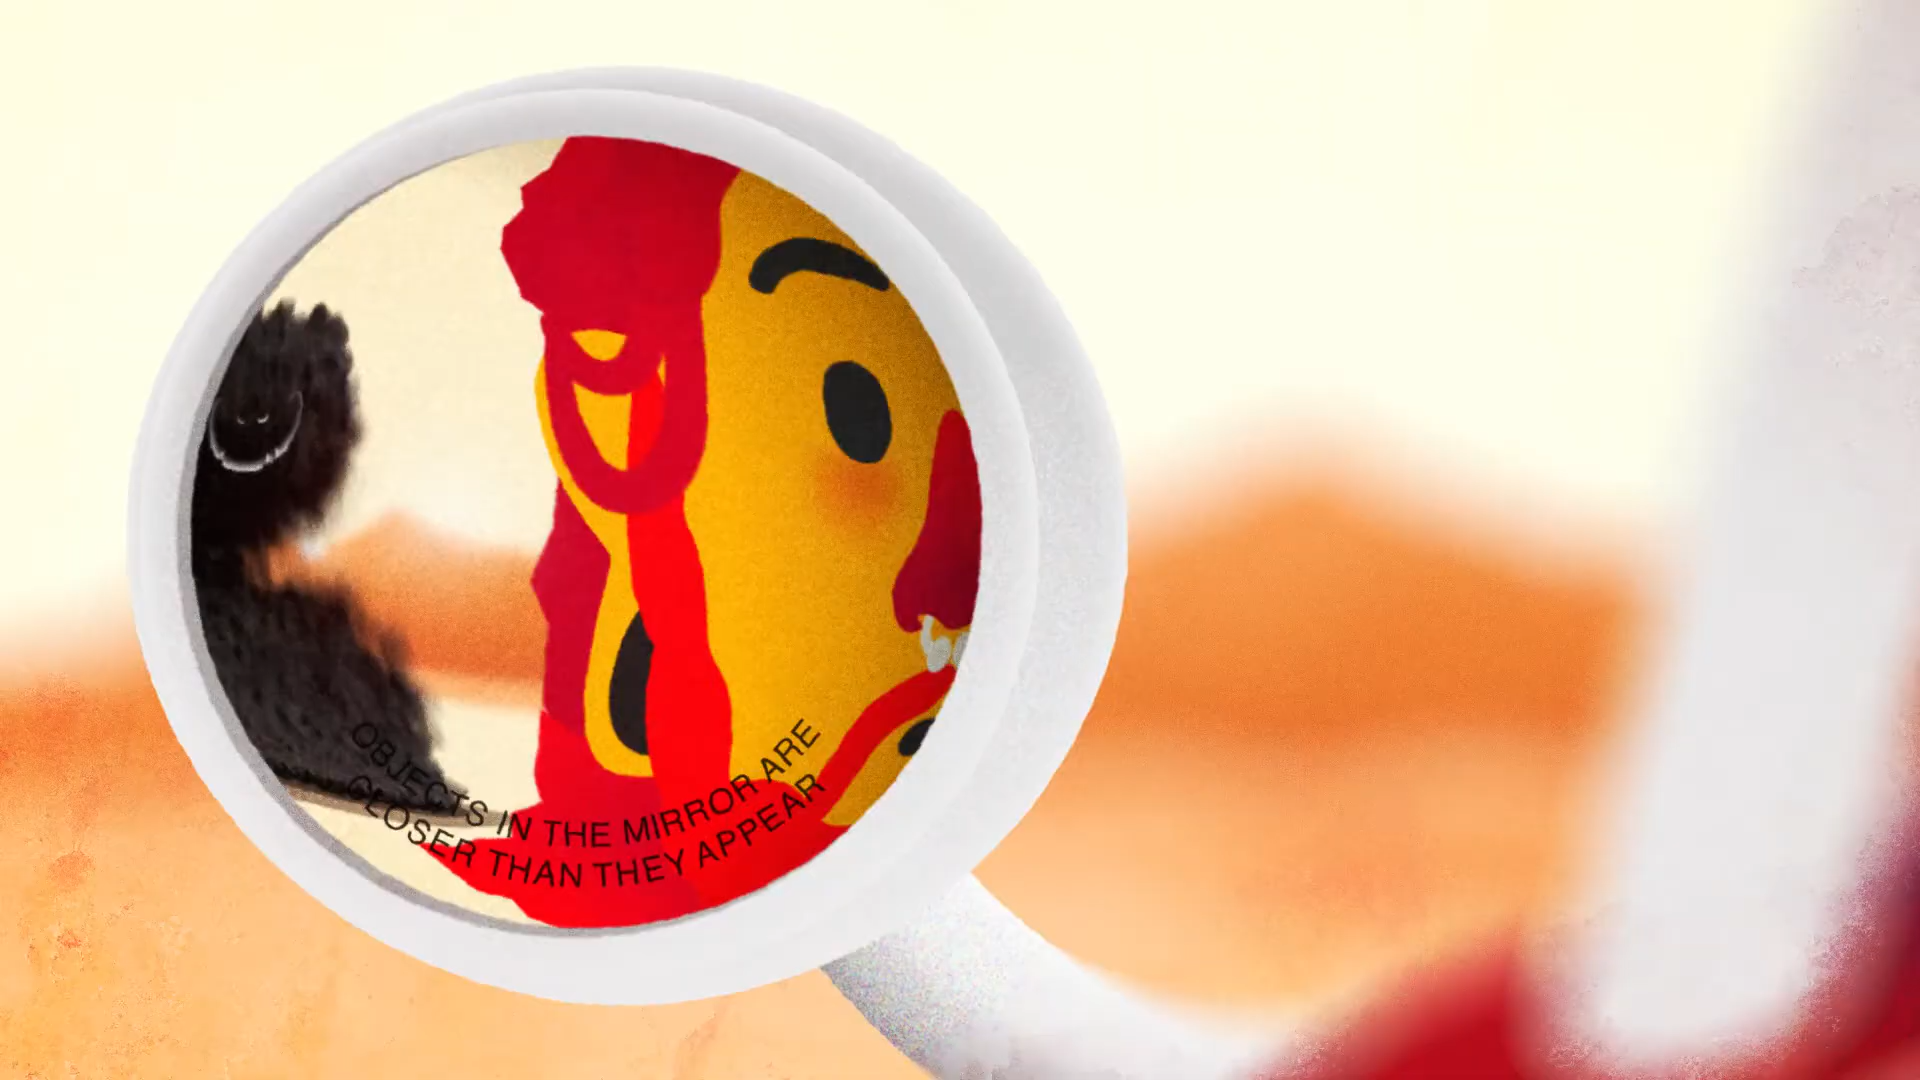 OBJECTS IN THE MIRROR ARE
CLOSER THAN THEY APPEAR